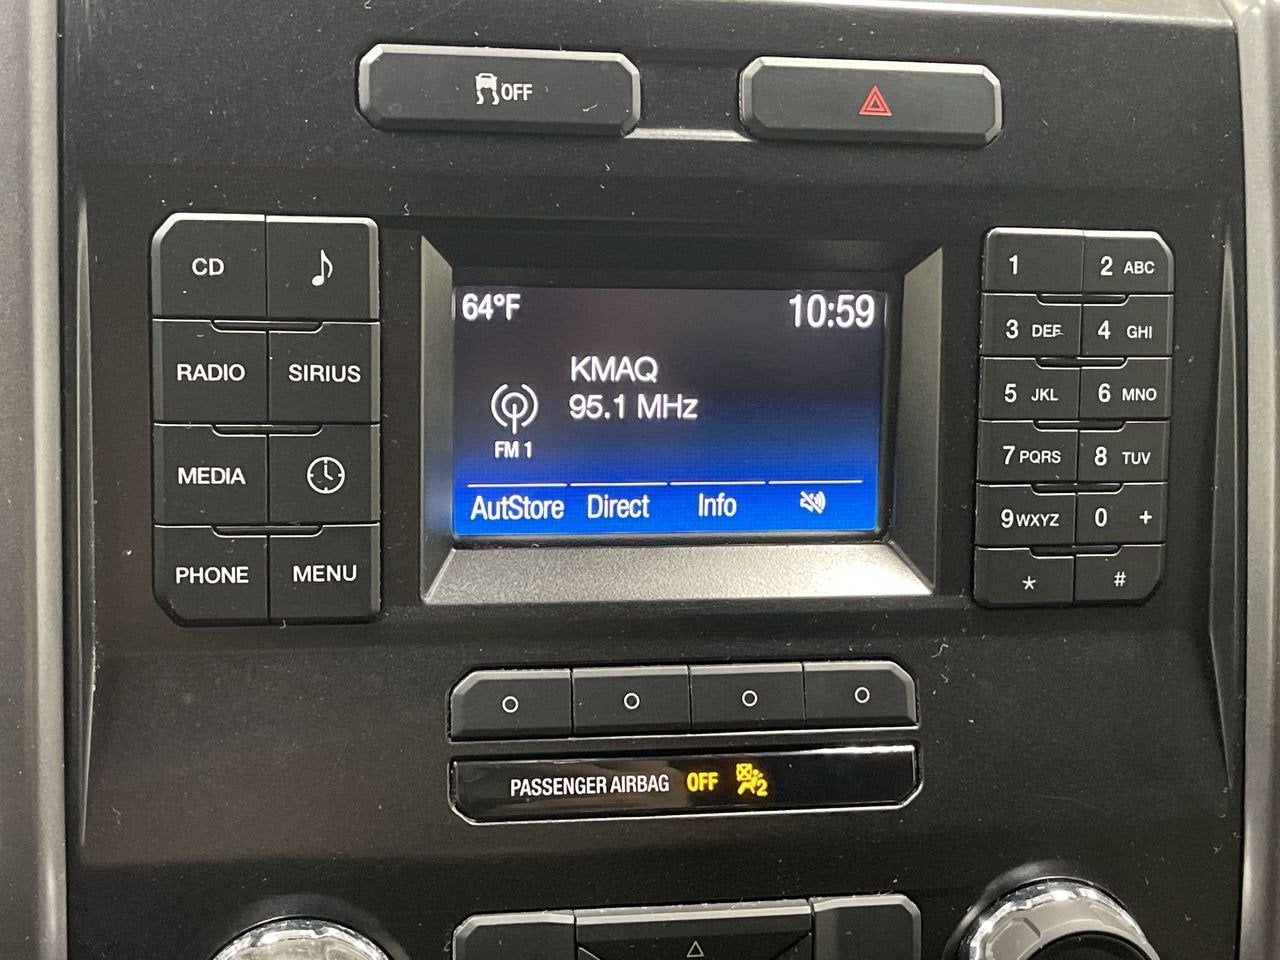 OFF
CD
RADIO SIRIUS
MEDIA
PHONE MENU
64°F 10:59
KMAQ
95.1 MHz
FM 1
AutStore Direct Info
1 2 ABC
3 DEF 4 GHI
5 JKL 6 MNO
7 PQRS 8 TUV
9 WXYZ 0 +
* #
PASSENGER AIRBAG OFF 2